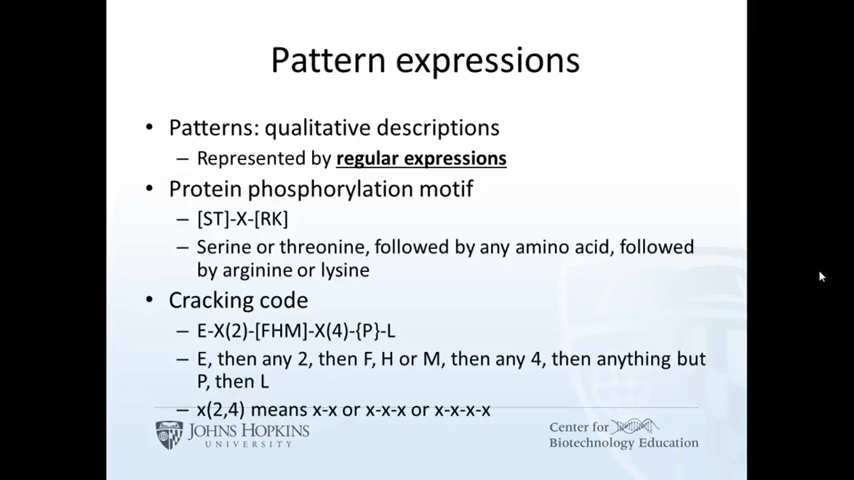 Pattern expressions
• Patterns: qualitative descriptions
– Represented by regular expressions
• Protein phosphorylation motif
– [ST]-X-[RK]
– Serine or threonine, followed by any amino acid, followed
by arginine or lysine
• Cracking code
– E-X(2)-[FHM]-X(4)-{P}-L
– E, then any 2, then F, H or M, then any 4, then anything but
P, then L
– x(2,4) means x-x or x-x-x or x-x-x-x
JOHNS HOPKINS
UNIVERSITY
Center for
Biotechnology Education